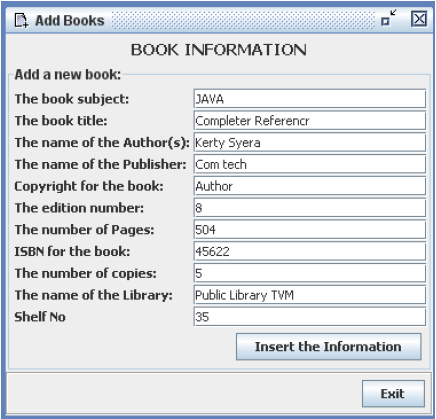 Add Books
BOOK INFORMATION
Add a new book:
The book subject: JAVA
The book title: Completer Referencr
The name of the Author(s): Kerty Syera
The name of the Publisher: Com tech
Copyright for the book: Author
The edition number: 8
The number of Pages: 504
ISBN for the book: 45622
The number of copies: 5
The name of the Library: Public Library TVM
Shelf No 35
Insert the Information
Exit